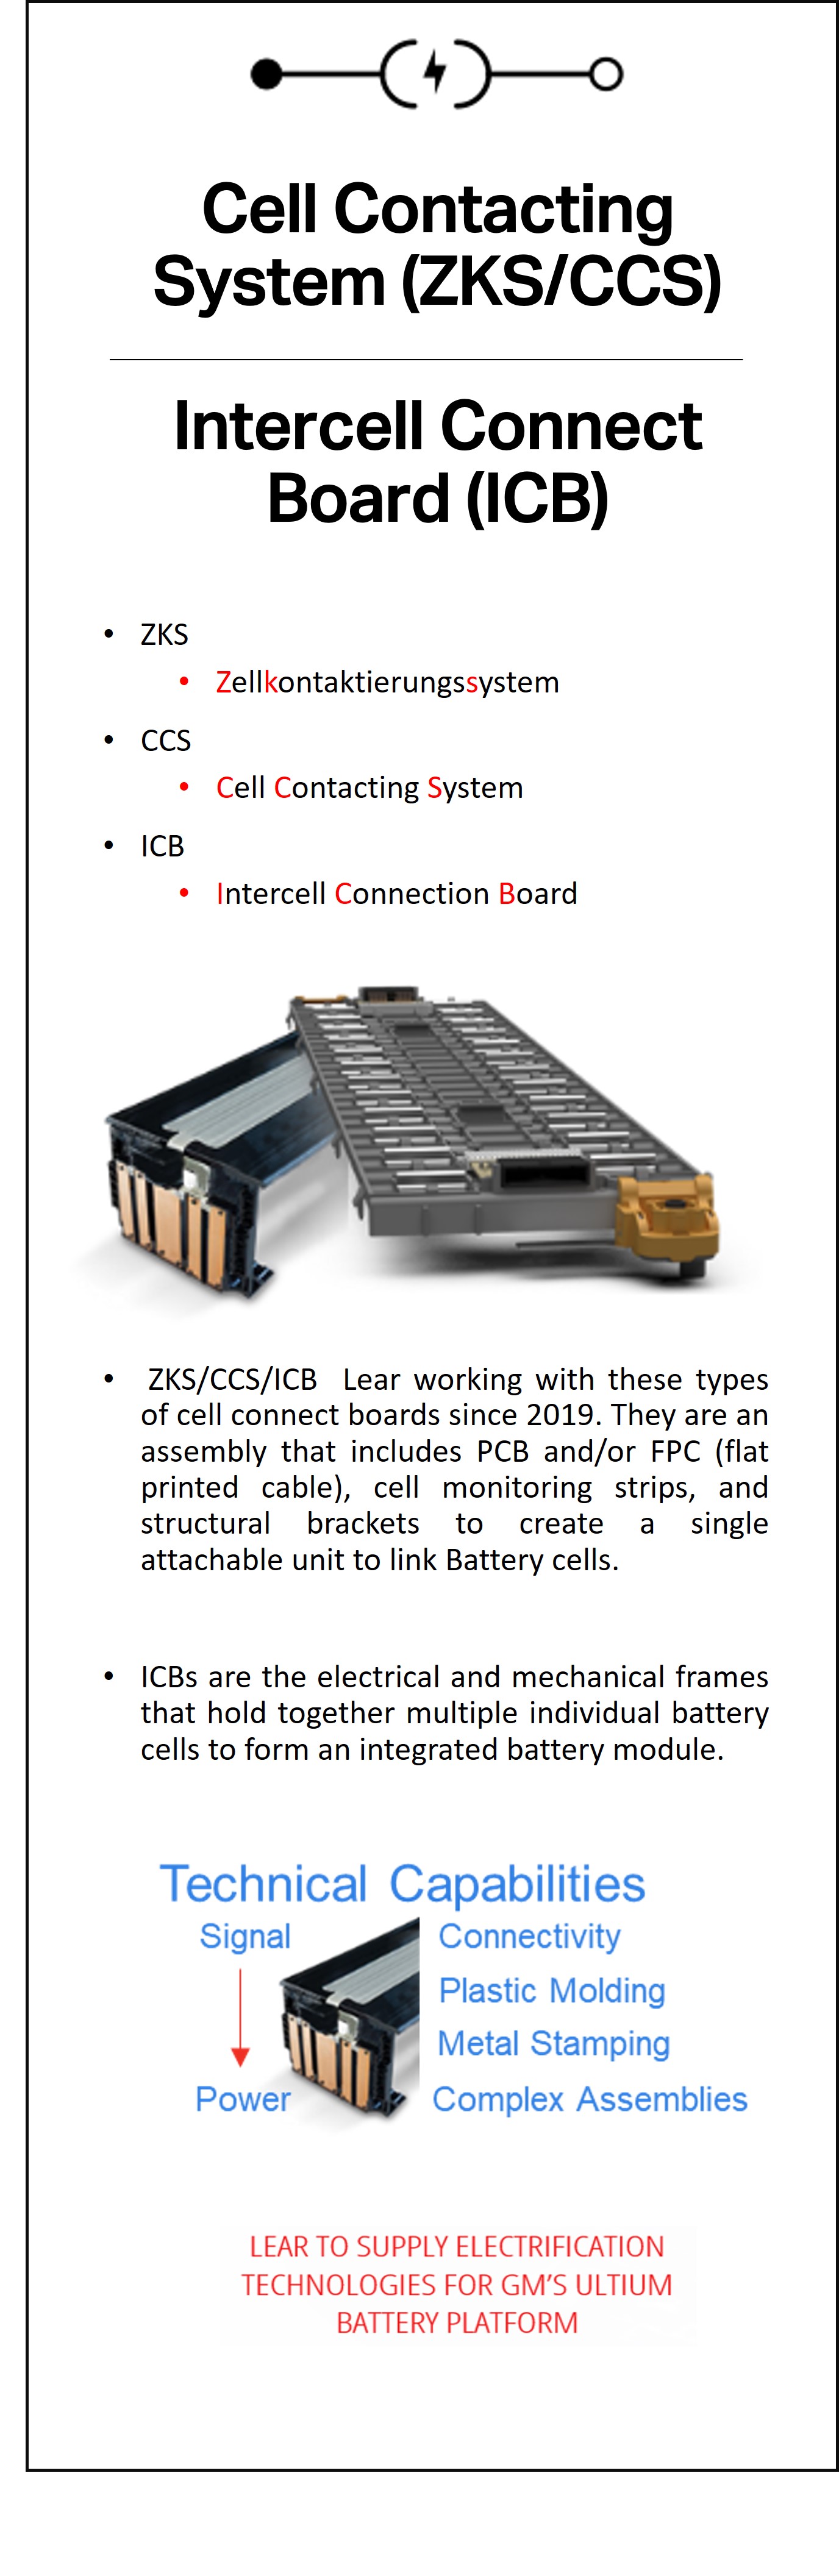 Cell Contacting
System (ZKS/CCS)
Intercell Connect
Board (ICB)
• ZKS
• Zellkontaktierungssystem
• CCS
• Cell Contacting System
• ICB
• Intercell Connection Board
• ZKS/CCS/ICB Lear working with these types
of cell connect boards since 2019. They are an
assembly that includes PCB and/or FPC (flat
printed cable), cell monitoring strips, and
structural brackets to create a single
attachable unit to link Battery cells.
• ICBs are the electrical and mechanical frames
that hold together multiple individual battery
cells to form an integrated battery module.
Technical Capabilities
Signal
Connectivity
Plastic Molding
Metal Stamping
Power
Complex Assemblies
LEAR TO SUPPLY ELECTRIFICATION
TECHNOLOGIES FOR GM’S ULTIUM
BATTERY PLATFORM